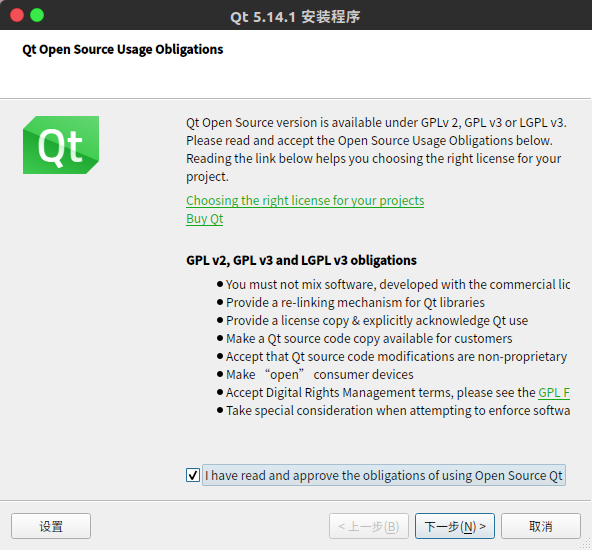 Qt 5.14.1 安装程序
Qt Open Source Usage Obligations
Qt
Qt Open Source version is available under GPLv 2, GPL v3 or LGPL v3.
Please read and accept the Open Source Usage Obligations below.
Reading the link below helps you choosing the right license for your
project.
Choosing the right license for your projects
Buy Qt
GPL v2, GPL v3 and LGPL v3 obligations
● You must not mix software, developed with the commercial lic
● Provide a re-linking mechanism for Qt libraries
● Provide a license copy & explicitly acknowledge Qt use
● Make a Qt source code copy available for customers
● Accept that Qt source code modifications are non-proprietary
● Make “open” consumer devices
● Accept Digital Rights Management terms, please see the GPL F
● Take special consideration when attempting to enforce softwa
I have read and approve the obligations of using Open Source Qt
设置
< 上一步(B)
下一步(N) >
取消